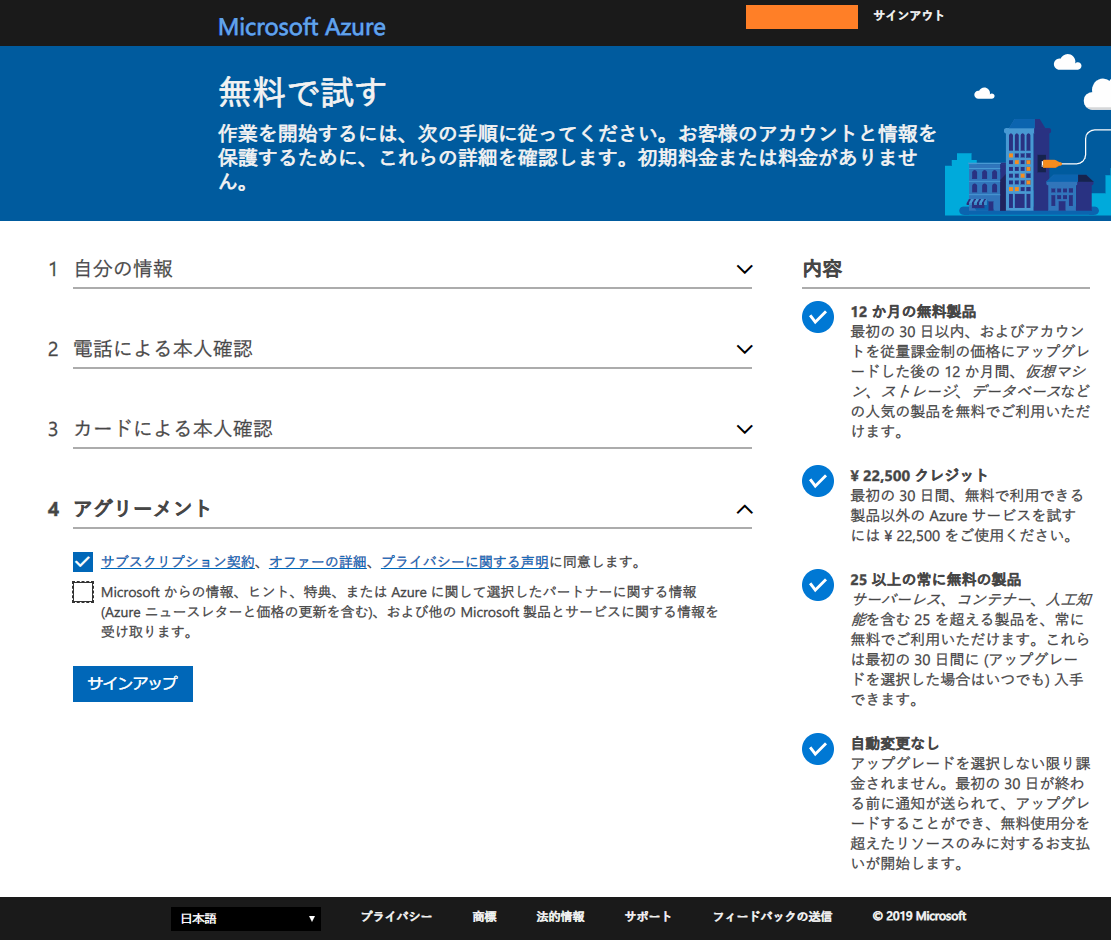 Microsoft Azure
サインアウト
無料で試す
作業を開始するには、次の手順に従ってください。お客様のアカウントと情報を
保護するために、これらの詳細を確認します。初期料金または料金がありませ
ん。
1 自分の情報
2 電話による本人確認
3 カードによる本人確認
4 アグリーメント
サブスクリプション契約、オファーの詳細、プライバシーに関する声明に同意します。
Microsoft からの情報、ヒント、特典、または Azure に関して選択したパートナーに関する情報
(Azure ニュースレターと価格の更新を含む)、および他の Microsoft 製品とサービスに関する情報を
受け取ります。
サインアップ
内容
12 か月の無料製品
最初の 30 日以内、およびアカウン
トを従量課金制の価格にアップグレ
ードした後の 12 か月間、仮想マシ
ン、ストレージ、データベースなど
の人気の製品を無料でご利用いただ
けます。
¥ 22,500 クレジット
最初の 30 日間、無料で利用できる
製品以外の Azure サービスを試す
には ¥ 22,500 をご使用ください。
25 以上の常に無料の製品
サーバーレス、コンテナー、人工知
能を含む 25 を超える製品を、常に
無料でご利用いただけます。これら
は最初の 30 日間に (アップグレー
ドを選択した場合はいつでも) 入手
できます。
自動変更なし
アップグレードを選択しない限り課
金されません。最初の 30 日が終わ
る前に通知が送られて、アップグレ
ードすることができ、無料使用分を
超えたリソースのみに対するお支払
いが開始します。
日本語
プライバシー
商標
法的情報
サポート
フィードバックの送信
© 2019 Microsoft